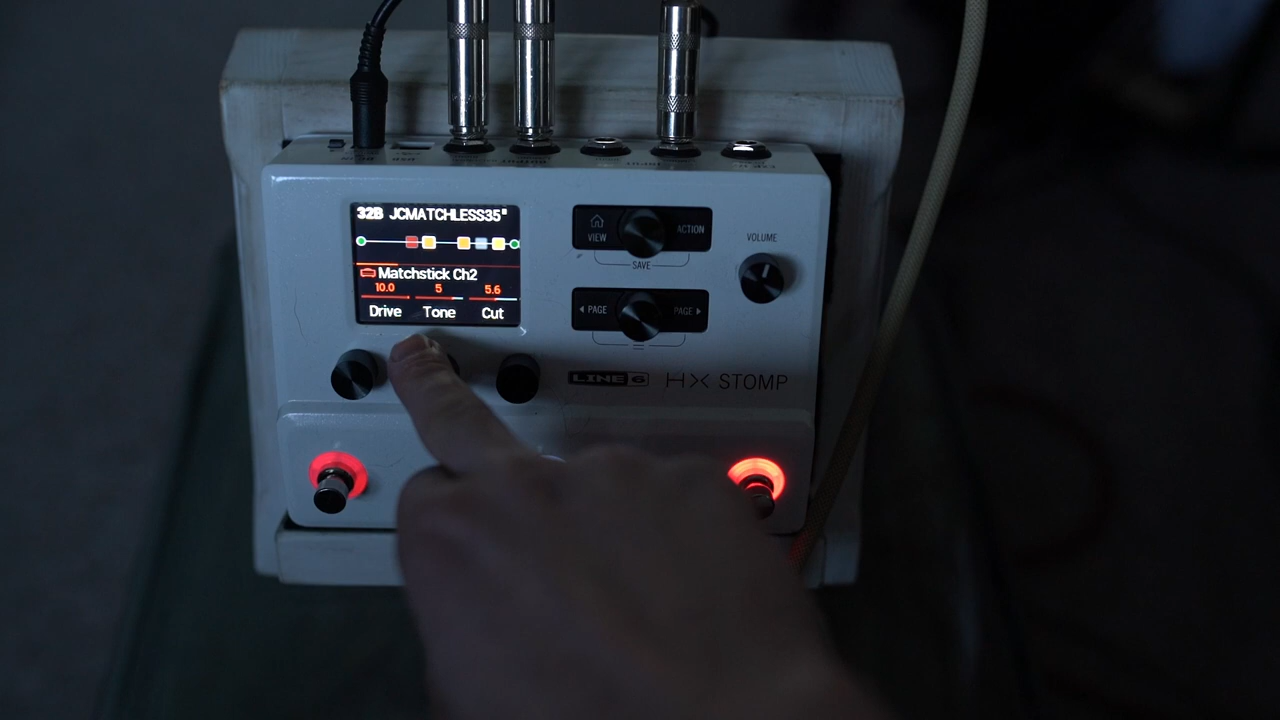 32B JCMATCHLESS35"
Matchstick Ch2
10.0 5 5.6
Drive Tone Cut
VIEW ACTION
SAVE
PAGE PAGE
VOLUME
LINE 6 HX STOMP